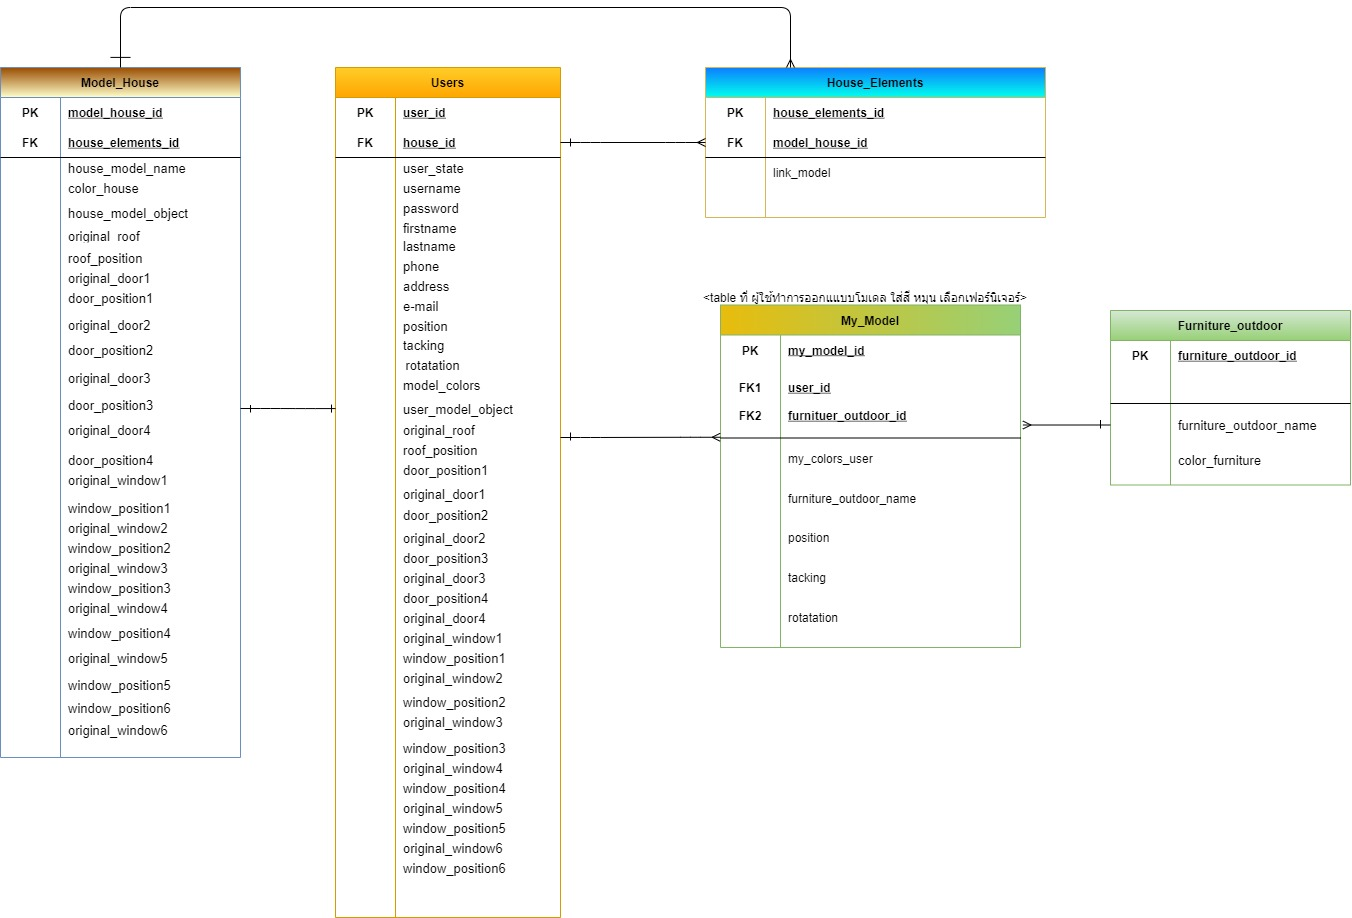 Model_House
PK model_house_id
FK house_elements_id
house_model_name
color_house
house_model_object
original_roof
roof_position
original_door1
door_position1
original_door2
door_position2
original_door3
door_position3
original_door4
door_position4
original_window1
window_position1
original_window2
window_position2
original_window3
window_position3
original_window4
window_position4
original_window5
window_position5
window_position6
original_window6
Users
PK user_id
FK house_id
user_state
username
password
firstname
lastname
phone
address
e-mail
position
tacking
rotatation
model_colors
user_model_object
original_roof
roof_position
door_position1
original_door1
door_position2
original_door2
door_position3
original_door3
door_position4
original_door4
original_window1
window_position1
original_window2
window_position2
original_window3
window_position3
original_window4
window_position4
original_window5
window_position5
original_window6
window_position6
House_Elements
PK house_elements_id
FK model_house_id
link_model
<table ที่ ผู้ใช้ทำการออกแแบบโมเดล ใส่สี หมุน เลือกเฟอร์นิเจอร์>
My_Model
PK my_model_id
FK1 user_id
FK2 furnituer_outdoor_id
my_colors_user
furniture_outdoor_name
position
tacking
rotatation
Furniture_outdoor
PK furniture_outdoor_id
furniture_outdoor_name
color_furniture